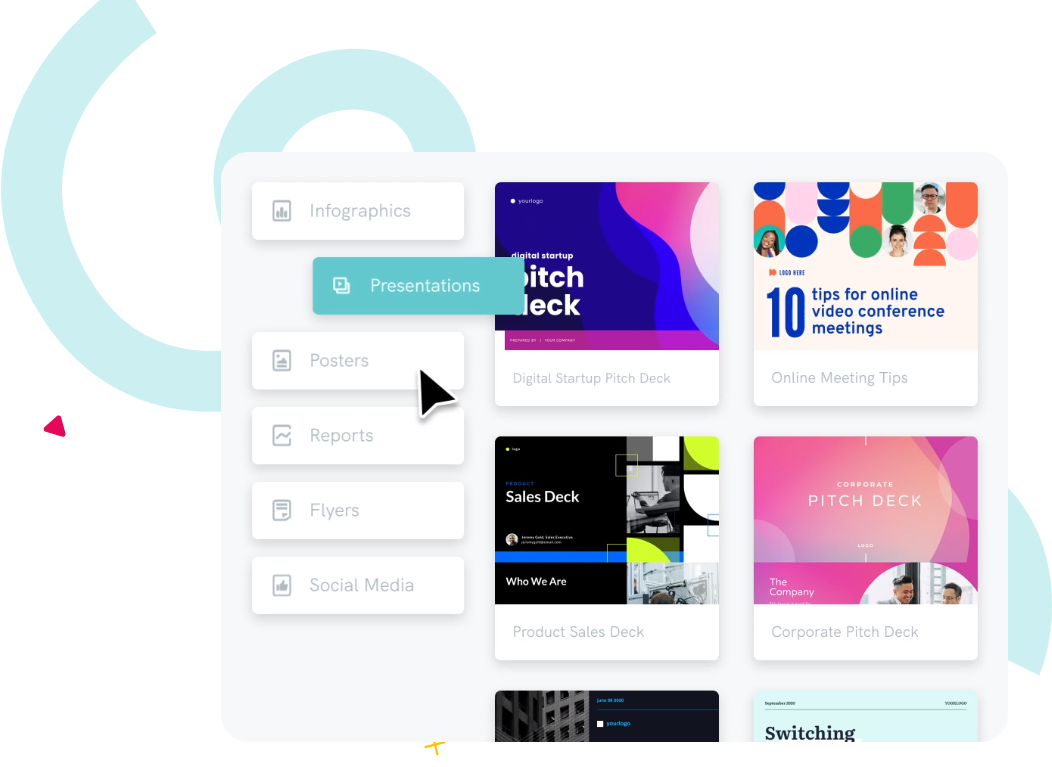 Infographics
Presentations
Posters
Reports
Flyers
Social Media
yourlogo
digital startup
pitch
deck
PREPARED BY | YOUR COMPANY
Digital Startup Pitch Deck
LOGO HERE
10 tips for online
video conference
meetings
Online Meeting Tips
logo
PRODUCT
Sales Deck
Jeremy Gold, Sales Executive
Who We Are
Product Sales Deck
CORPORATE
PITCH DECK
LOGO
The
Company
Corporate Pitch Deck
June 08 2020
yourlogo
September 2020
YOURLOGO
Switching